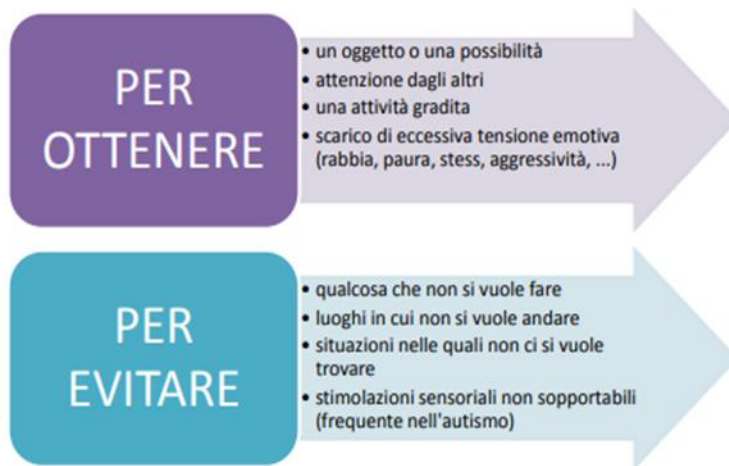 PER
OTTENERE
• un oggetto o una possibilità
• attenzione dagli altri
• una attività gradita
• scarico di eccessiva tensione emotiva
(rabbia, paura, stress, aggressività, ...)
PER
EVITARE
• qualcosa che non si vuole fare
• luoghi in cui non si vuole andare
• situazioni nelle quali non ci si vuole
trovare
• stimolazioni sensoriali non sopportabili
(frequente nell'autismo)